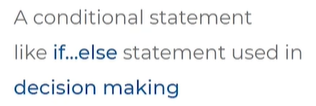 A conditional statement
like if...else statement used in
decision making